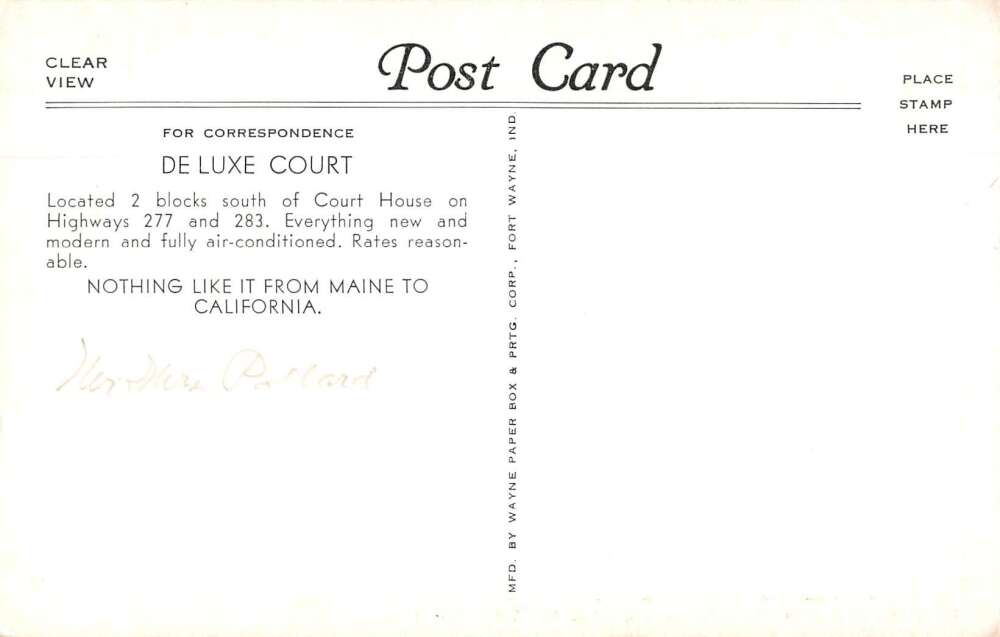 CLEAR
VIEW
Post Card
PLACE
STAMP
HERE
FOR CORRESPONDENCE
DE LUXE COURT
Located 2 blocks south of Court House on
Highways 277 and 283. Everything new and
modern and fully air-conditioned. Rates reason-
able.
NOTHING LIKE IT FROM MAINE TO
CALIFORNIA.
Pollard
MFD. BY WAYNE PAPER BOX & PRTG. CORP., FORT WAYNE, IND.